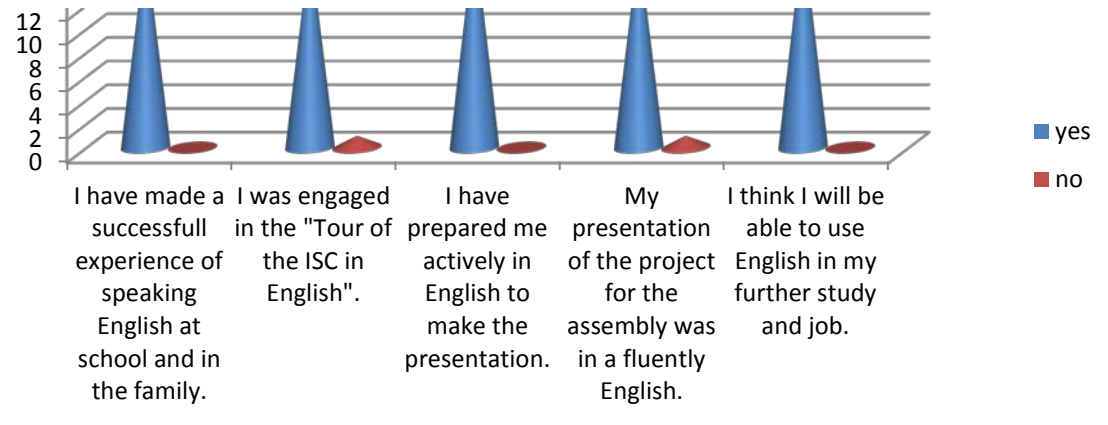 12
10
8
6
4
2
0
yes
no
I have made a
successfull
experience of
speaking
English at
school and in
the family.
I was engaged
in the "Tour of
the ISC in
English".
I have
prepared me
actively in
English to
make the
presentation.
My
presentation
of the project
for the
assembly was
in a fluently
English.
I think I will be
able to use
English in my
further study
and job.